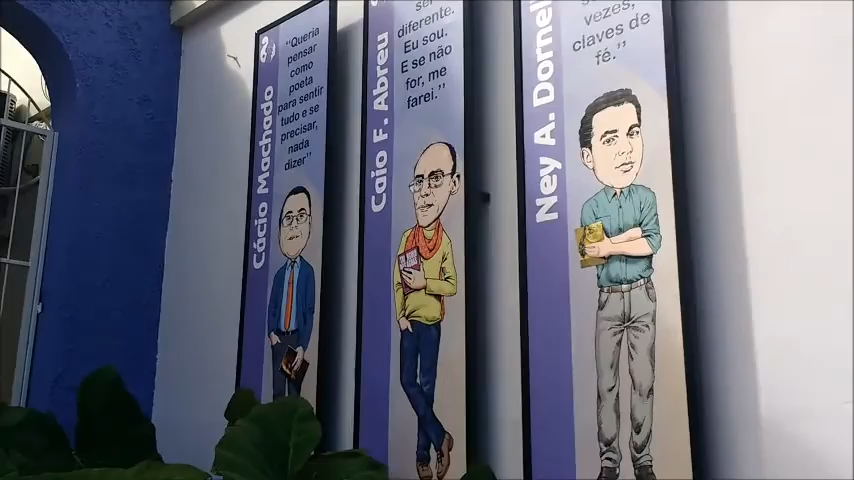 Cácio Machado
“Queria
pensar
como
poeta
para sentir
tudo e se
precisar,
nada
dizer”
Caio F. Abreu
ser
diferente.
Eu sou.
E se não
for, me
farei.”
Ney A. Dornel
vezes,
claves de
fé.”